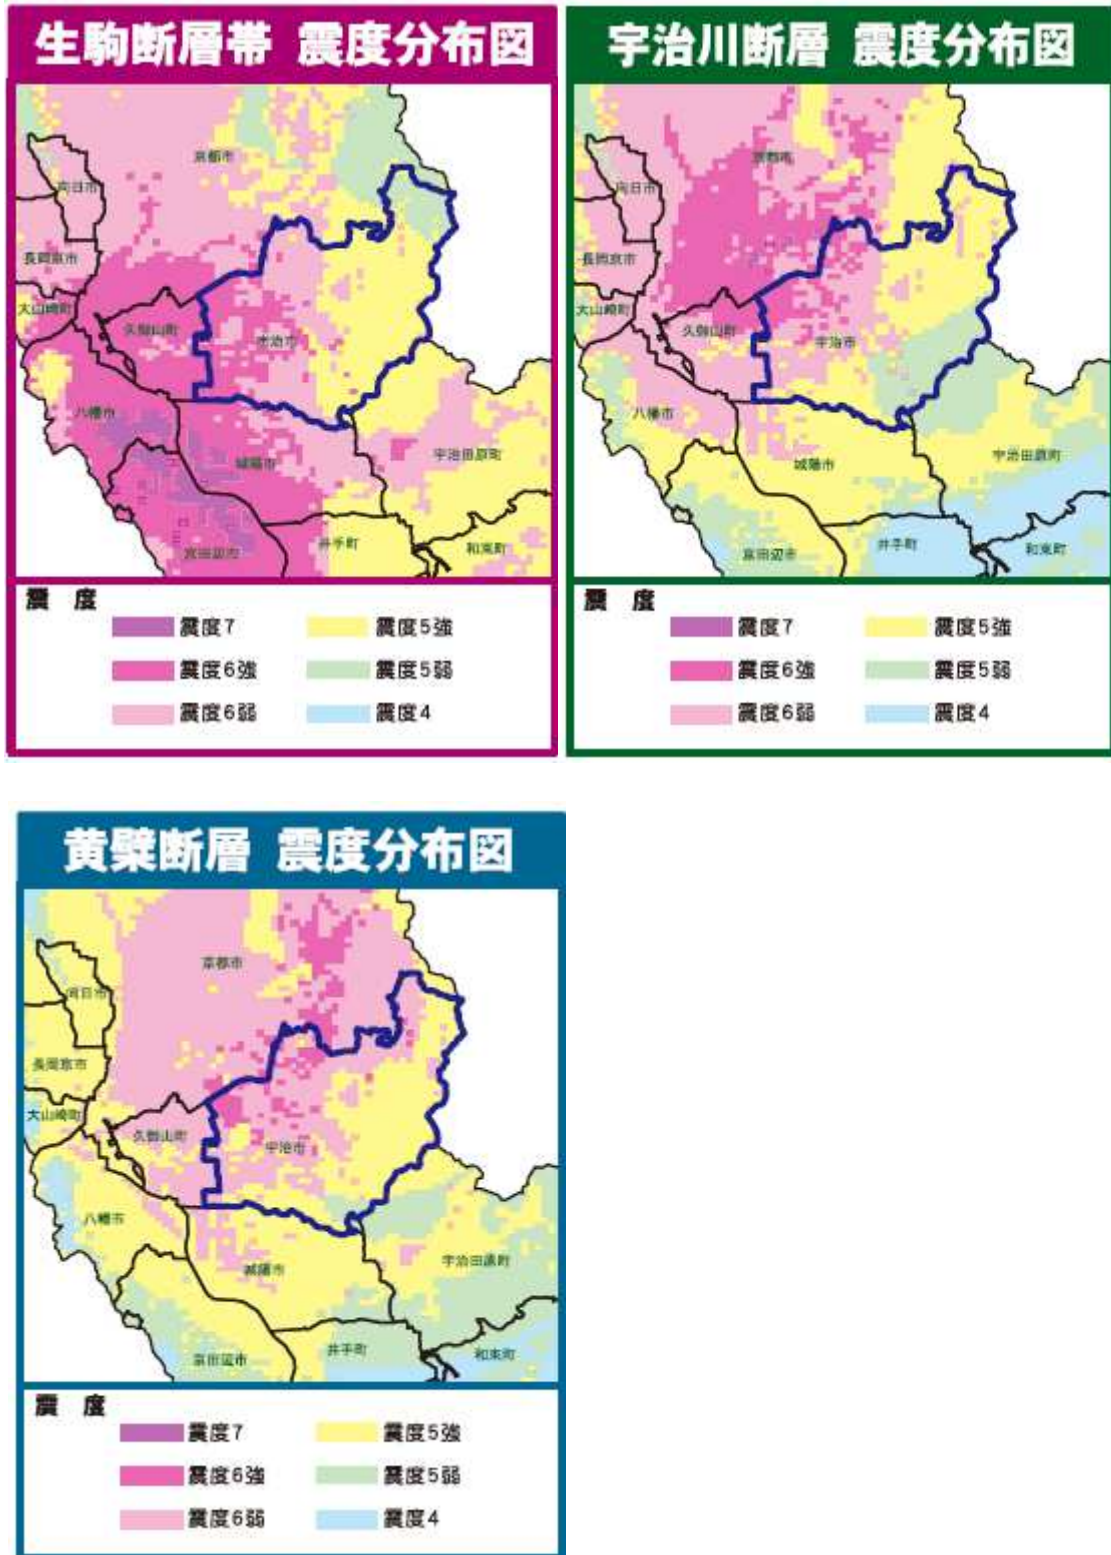 生駒断層帯 震度分布図
京都市
向日市
長岡京市
大山崎町
久御山町
宇治市
八幡市
城陽市
宇治田原町
京田辺市
井手町
和束町
震 度
震度7
震度5強
震度6強
震度5弱
震度6弱
震度4
宇治川断層 震度分布図
京都市
向日市
長岡京市
大山崎町
久御山町
宇治市
八幡市
城陽市
宇治田原町
京田辺市
井手町
和束町
震 度
震度7
震度5強
震度6強
震度5弱
震度6弱
震度4
黄檗断層 震度分布図
京都市
向日市
長岡京市
大山崎町
久御山町
宇治市
八幡市
城陽市
宇治田原町
京田辺市
井手町
和束町
震 度
震度7
震度5強
震度6強
震度5弱
震度6弱
震度4